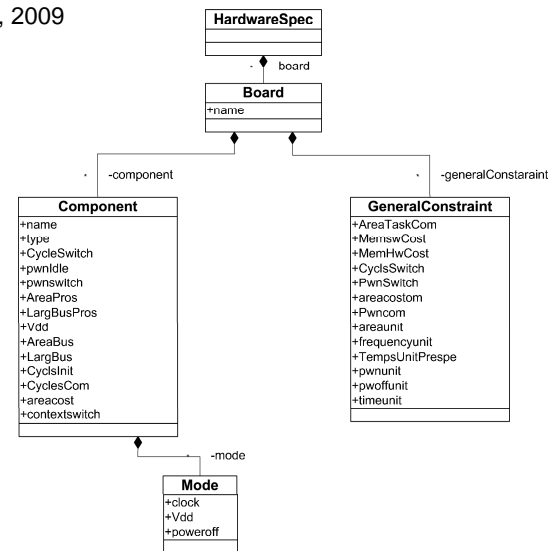 , 2009
HardwareSpec
- board
Board
+name
* -component
* -generalConstaraint
Component
+name
+type
+CycleSwitch
+pwnIdle
+pwnswitch
+AreaPros
+LargBusPros
+Vdd
+AreaBus
+LargBus
+CyclsInit
+CyclesCom
+areacost
+contextswitch
GeneralConstraint
+AreaTaskCom
+MemswCost
+MemHwCost
+CyclsSwitch
+PwnSwitch
+areacostom
+Pwncom
+areaunit
+frequencyunit
+TempsUnitPrespe
+pwnunit
+pwoffunit
+timeunit
* -mode
Mode
+clock
+Vdd
+poweroff